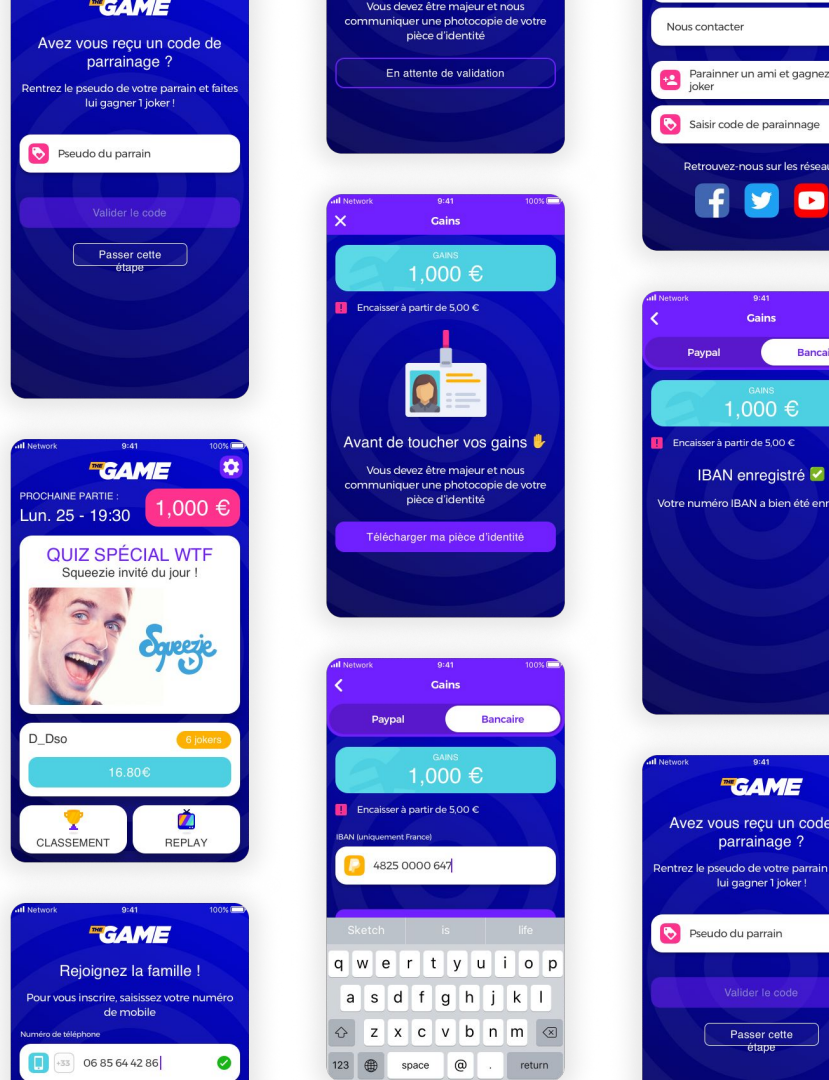 THE GAME
Avez vous reçu un code de
parrainage ?
Rentrez le pseudo de votre parrain et faites
lui gagner 1 joker !
Pseudo du parrain
Valider le code
Passer cette
étape
Network 9:41 100%
THE GAME
PROCHAINE PARTIE :
Lun. 25 - 19:30
1,000 €
QUIZ SPÉCIAL WTF
Squeezie invité du jour !
Squeezie
D_Dso
6 jokers
16.80€
CLASSEMENT
REPLAY
Network 9:41 100%
THE GAME
Rejoignez la famille !
Pour vous inscrire, saisissez votre numéro
de mobile
Numéro de téléphone
+33 06 85 64 42 86
Vous devez être majeur et nous
communiquer une photocopie de votre
pièce d'identité
En attente de validation
Network 9:41 100%
Gains
GAINS
1,000 €
! Encaisser à partir de 5,00 €
Avant de toucher vos gains ✋
Vous devez être majeur et nous
communiquer une photocopie de votre
pièce d'identité
Télécharger ma pièce d'identité
Network 9:41 100%
Gains
Paypal Bancaire
GAINS
1,000 €
! Encaisser à partir de 5,00 €
IBAN (uniquement France)
4825 0000 647
Sketch is life
q w e r t y u i o p
a s d f g h j k l
z x c v b n m
123 space @ . return
Nous contacter
Parainner un ami et gagnez
joker
Saisir code de parainnage
Retrouvez-nous sur les réseau
Network 9:41
Gains
Paypal Bancai
GAINS
1,000 €
! Encaisser à partir de 5,00 €
IBAN enregistré ✅
Votre numéro IBAN a bien été enr
Network 9:41
THE GAME
Avez vous reçu un code
parrainage ?
Rentrez le pseudo de votre parrain
lui gagner 1 joker !
Pseudo du parrain
Valider le code
Passer cette
étape